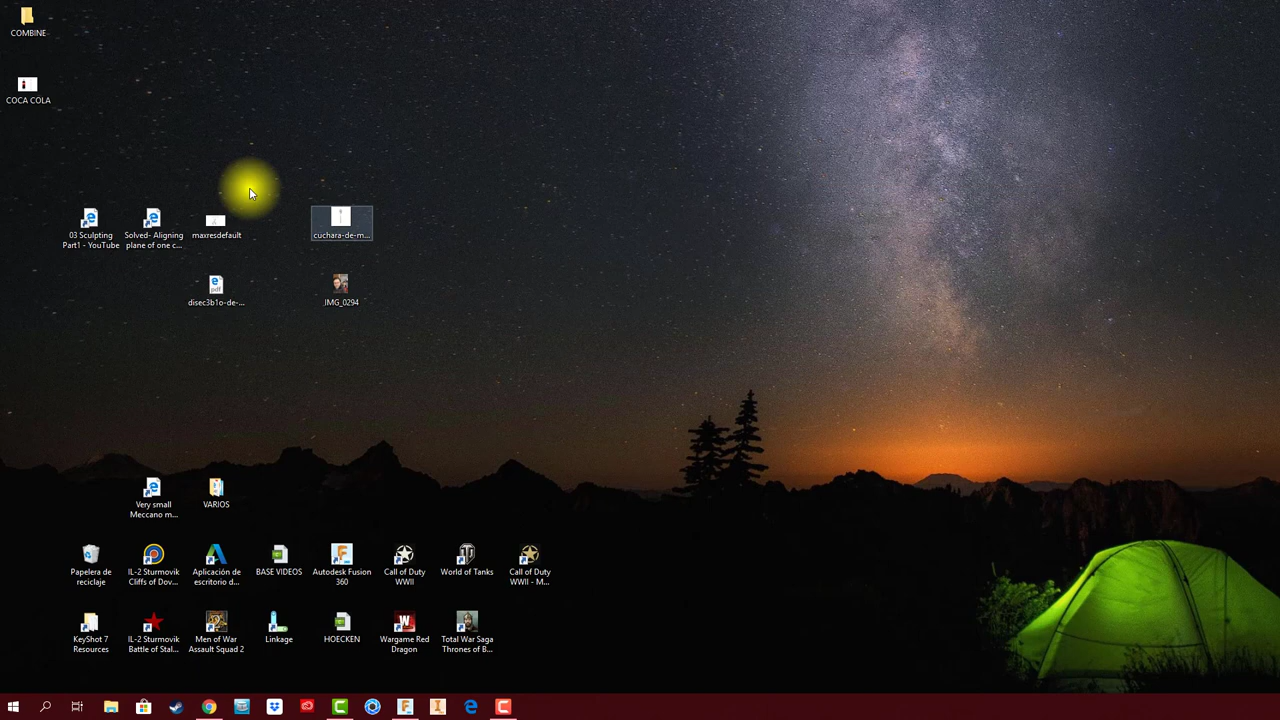 COMBINE
COCA COLA
03 Sculpting
Part1 - YouTube
Solved- Aligning
plane of one c...
maxresdefault
cuchara-de-m...
disec3b1o-de-...
IMG_0294
Very small
Meccano m...
VARIOS
Papelera de
reciclaje
IL-2 Sturmovik
Cliffs of Dov...
Aplicación de
escritorio d...
BASE VIDEOS
Autodesk Fusion
360
Call of Duty
WWII
World of Tanks
Call of Duty
WWII - M...
KeyShot 7
Resources
IL-2 Sturmovik
Battle of Stal...
Men of War
Assault Squad 2
Linkage
HOECKEN
Wargame Red
Dragon
Total War Saga
Thrones of B...